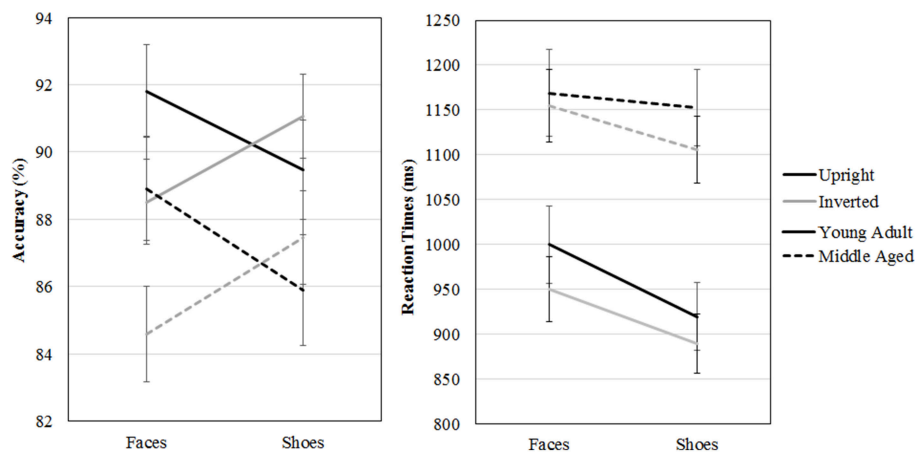 94
92
90
88
86
84
82
Accuracy (%)
Faces
Shoes
1250
1200
1150
1100
1050
1000
950
900
850
800
Reaction Times (ms)
Faces
Shoes
Upright
Inverted
Young Adult
Middle Aged